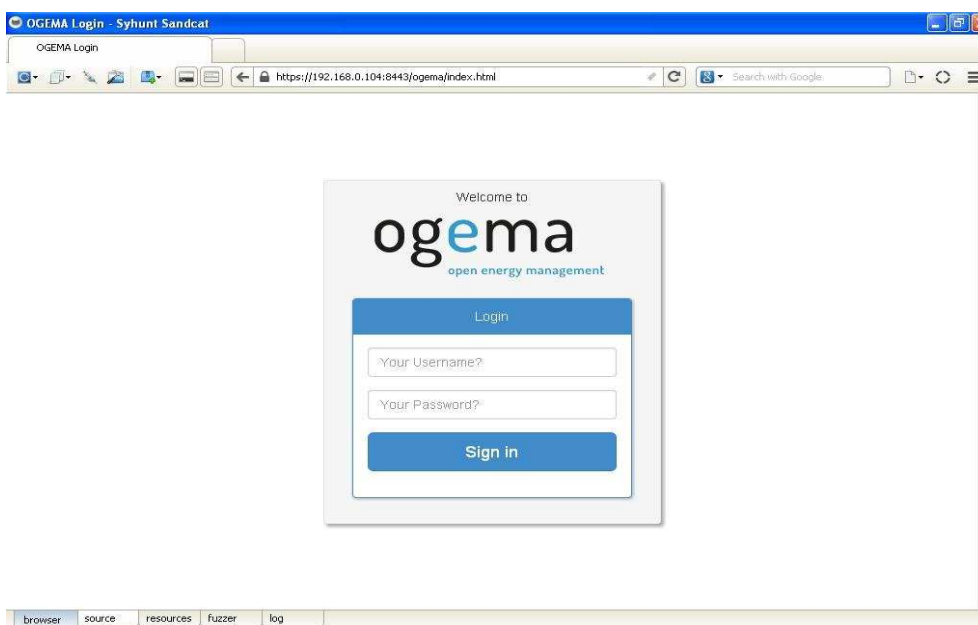 OGEMA Login - Syhunt Sandcat
OGEMA Login
https://192.168.0.104:8443/ogema/index.html
Search with Google
Welcome to
ogema
open energy management
Login
Your Username?
Your Password?
Sign in
browser source resources fuzzer log